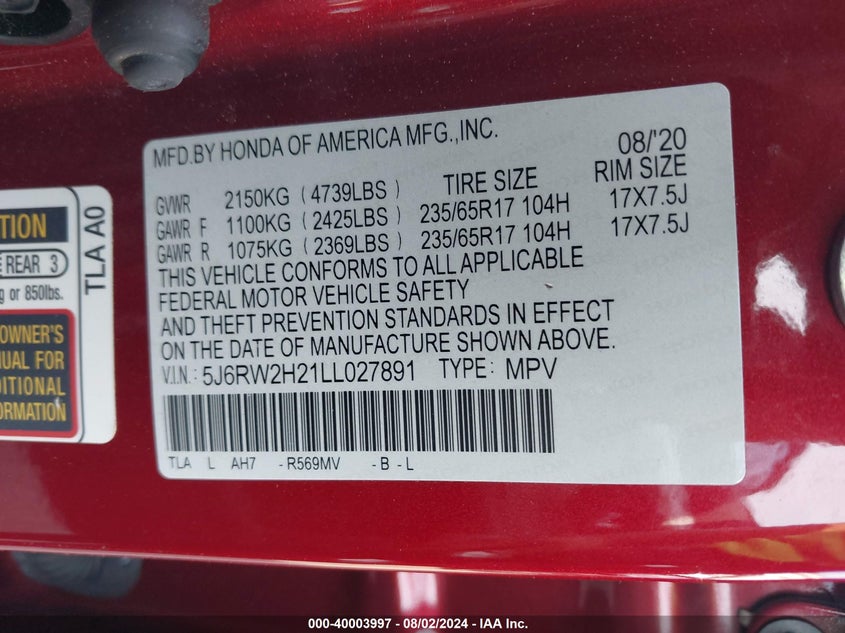 MFD.BY HONDA OF AMERICA MFG.,INC. 08/'20
GVWR 2150KG ( 4739LBS ) TIRE SIZE RIM SIZE
GAWR F 1100KG ( 2425LBS ) 235/65R17 104H 17X7.5J
GAWR R 1075KG ( 2369LBS ) 235/65R17 104H 17X7.5J
THIS VEHICLE CONFORMS TO ALL APPLICABLE
FEDERAL MOTOR VEHICLE SAFETY
AND THEFT PREVENTION STANDARDS IN EFFECT
ON THE DATE OF MANUFACTURE SHOWN ABOVE.
V.I.N.: 5J6RW2H21LL027891 TYPE: MPV
TLA L AH7 -R569MV -B -L
REAR 3
or 850lbs.
OWNER'S
FOR
TLA A0
000-40003997 - 08/02/2024 - IAA Inc.